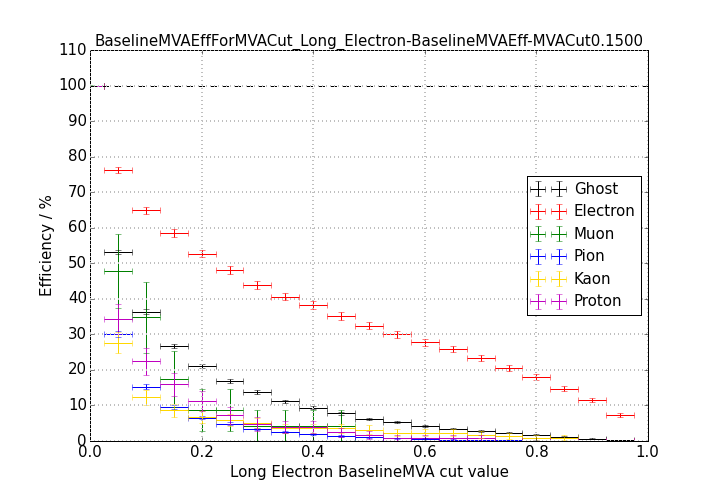 BaselineMVAEffForMVACut_Long_Electron-BaselineMVAEff-MVACut0.1500
110
100
90
80
70
60
50
40
30
20
10
0
Efficiency / %
Ghost
Electron
Muon
Pion
Kaon
Proton
0.0 0.2 0.4 0.6 0.8 1.0
Long Electron BaselineMVA cut value